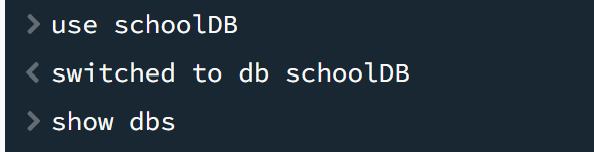 > use schoolDB
< switched to db schoolDB
> show dbs